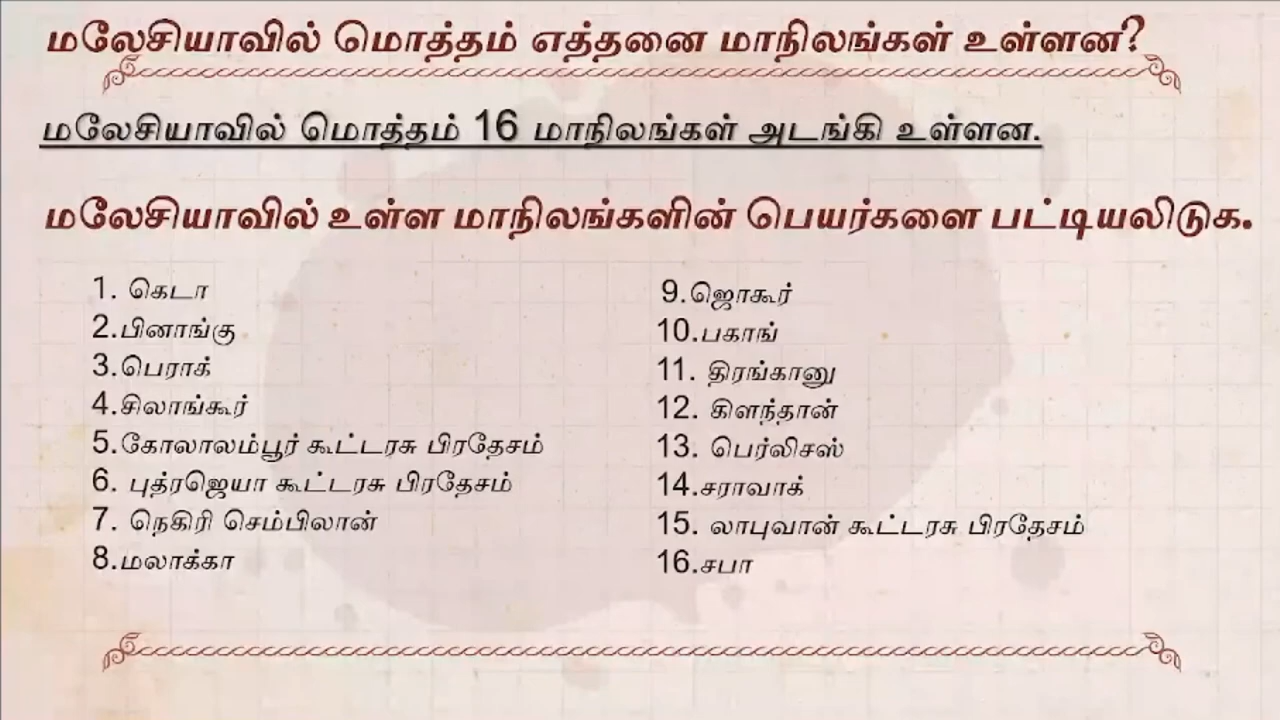 மலேசியாவில் மொத்தம் எத்தனை மாநிலங்கள் உள்ளன?
மலேசியாவில் மொத்தம் 16 மாநிலங்கள் அடங்கி உள்ளன.
மலேசியாவில் உள்ள மாநிலங்களின் பெயர்களை பட்டியலிடுக.
1. கெடா
2.பினாங்கு
3.பெராக்
4.சிலாங்கூர்
5.கோலாலம்பூர் கூட்டரசு பிரதேசம்
6. புத்ரஜெயா கூட்டரசு பிரதேசம்
7. நெகிரி செம்பிலான்
8.மலாக்கா
9.ஜொகூர்
10.பகாங்
11. திரங்கானு
12. கிளந்தான்
13. பெர்லிசஸ்
14.சராவாக்
15. லாபுவான் கூட்டரசு பிரதேசம்
16.சபா